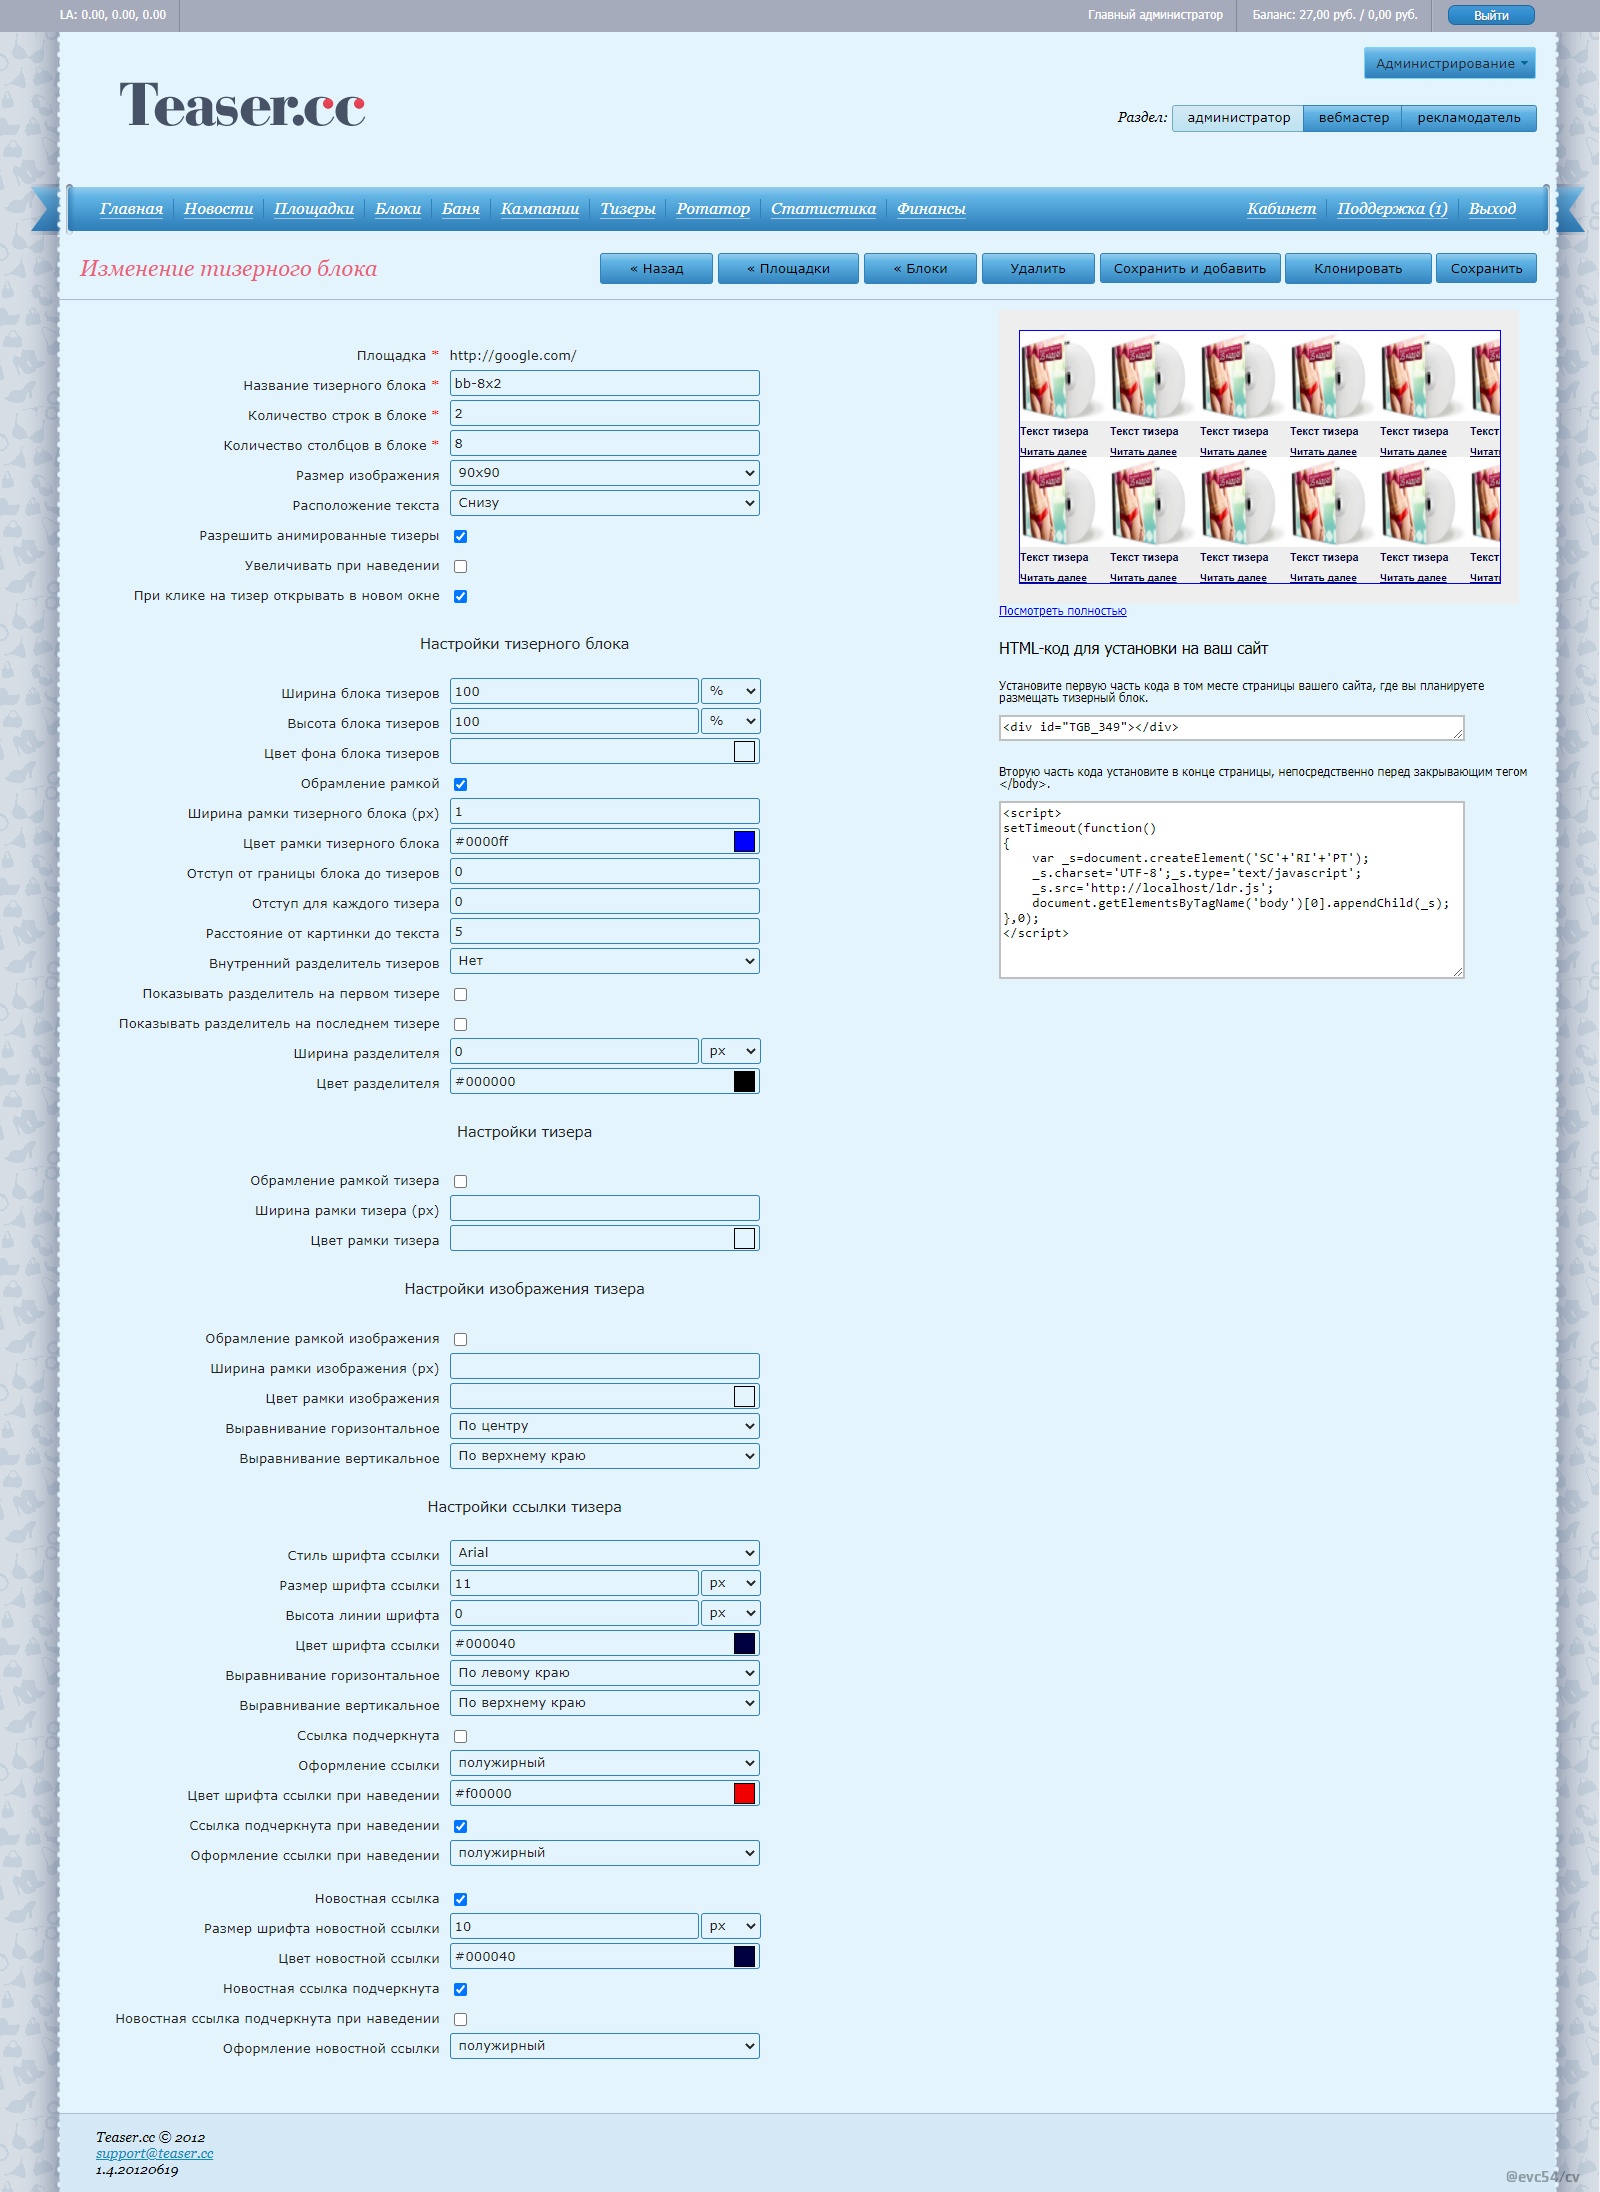 LA: 0.00, 0.00, 0.00
Главный администратор
Баланс: 27,00 руб. / 0,00 руб.
Выйти
Администрирование
Teaser.cc
Раздел: администратор вебмастер рекламодатель
Главная Новости Площадки Блоки Баня Кампании Тизеры Ротатор Статистика Финансы Кабинет Поддержка (1) Выход
Изменение тизерного блока
« Назад « Площадки « Блоки Удалить Сохранить и добавить Клонировать Сохранить
Площадка * http://google.com/
Название тизерного блока * bb-8x2
Количество строк в блоке * 2
Количество столбцов в блоке * 8
Размер изображения 90x90
Расположение текста Снизу
Разрешить анимированные тизеры
Увеличивать при наведении
При клике на тизер открывать в новом окне
Настройки тизерного блока
Ширина блока тизеров 100 %
Высота блока тизеров 100 %
Цвет фона блока тизеров
Обрамление рамкой
Ширина рамки тизерного блока (px) 1
Цвет рамки тизерного блока #0000ff
Отступ от границы блока до тизеров 0
Отступ для каждого тизера 0
Расстояние от картинки до текста 5
Внутренний разделитель тизеров Нет
Показывать разделитель на первом тизере
Показывать разделитель на последнем тизере
Ширина разделителя 0 px
Цвет разделителя #000000
Настройки тизера
Обрамление рамкой тизера
Ширина рамки тизера (px)
Цвет рамки тизера
Настройки изображения тизера
Обрамление рамкой изображения
Ширина рамки изображения (px)
Цвет рамки изображения
Выравнивание горизонтальное По центру
Выравнивание вертикальное По верхнему краю
Настройки ссылки тизера
Стиль шрифта ссылки Arial
Размер шрифта ссылки 11 px
Высота линии шрифта 0 px
Цвет шрифта ссылки #000040
Выравнивание горизонтальное По левому краю
Выравнивание вертикальное По верхнему краю
Ссылка подчеркнута
Оформление ссылки полужирный
Цвет шрифта ссылки при наведении #f00000
Ссылка подчеркнута при наведении
Оформление ссылки при наведении полужирный
Новостная ссылка
Размер шрифта новостной ссылки 10 px
Цвет новостной ссылки #000040
Новостная ссылка подчеркнута
Новостная ссылка подчеркнута при наведении
Оформление новостной ссылки полужирный
Текст тизера Текст тизера Текст тизера Текст тизера Текст тизера Текст
Читать далее Читать далее Читать далее Читать далее Читать далее Читат
Текст тизера Текст тизера Текст тизера Текст тизера Текст тизера Текст
Читать далее Читать далее Читать далее Читать далее Читать далее Читат
Посмотреть полностью
HTML-код для установки на ваш сайт
Установите первую часть кода в том месте страницы вашего сайта, где вы планируете
размещать тизерный блок.
<div id="TGB_349"></div>
Вторую часть кода установите в конце страницы, непосредственно перед закрывающим тегом
</body>.
<script>
setTimeout(function()
{
var _s=document.createElement('SC'+'RI'+'PT');
_s.charset='UTF-8';_s.type='text/javascript';
_s.src='http://localhost/ldr.js';
document.getElementsByTagName('body')[0].appendChild(_s);
},0);
</script>
Teaser.cc © 2012
support@teaser.cc
1.4.20120619
@evc54/cv